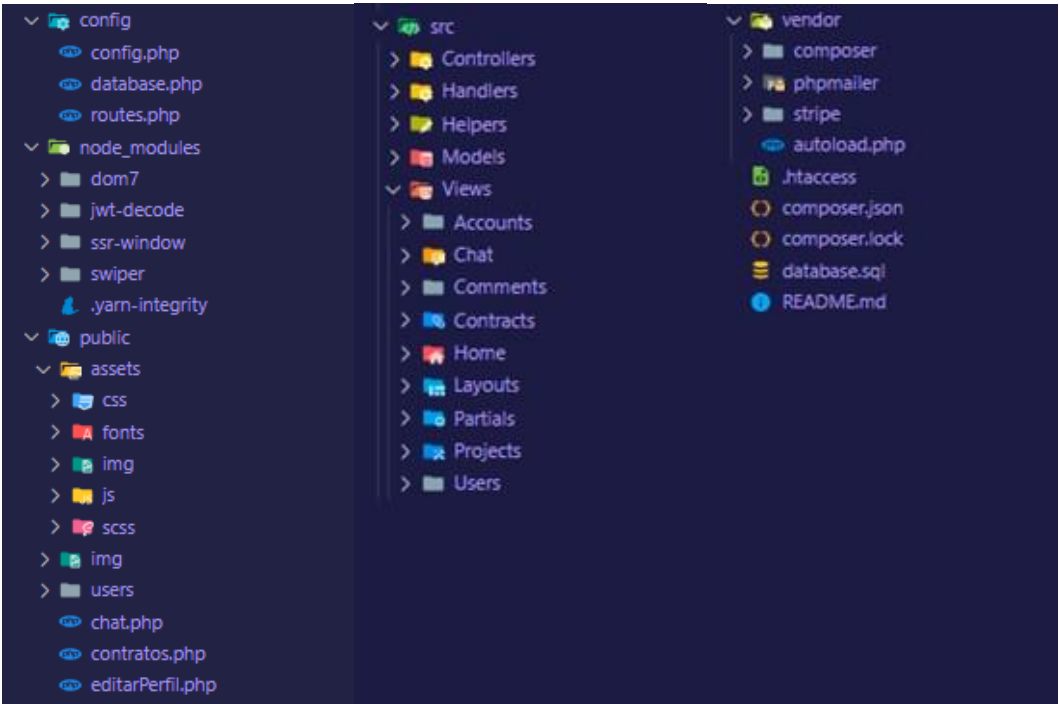 config
config.php
database.php
routes.php
node_modules
dom7
jwt-decode
ssr-window
swiper
.yarn-integrity
public
assets
css
fonts
img
js
scss
img
users
chat.php
contratos.php
editarPerfil.php
src
Controllers
Handlers
Helpers
Models
Views
Accounts
Chat
Comments
Contracts
Home
Layouts
Partials
Projects
Users
vendor
composer
phpmailer
stripe
autoload.php
.htaccess
composer.json
composer.lock
database.sql
README.md